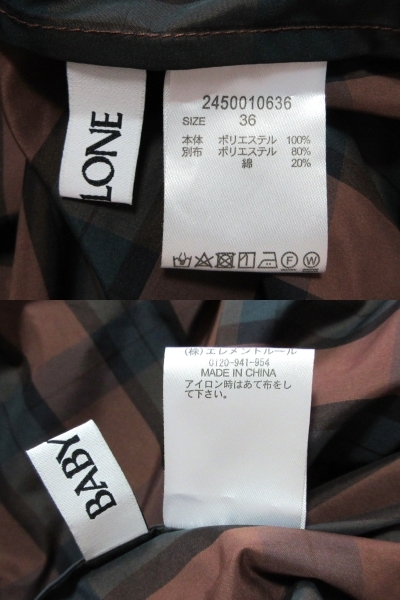 LONE
2450010636
SIZE 36
本体 ポリエステル 100%
別布 ポリエステル 80%
綿 20%
F W
BABY
(株)エレメントルール
0120-941-954
MADE IN CHINA
アイロン時はあて布をし
て下さい。